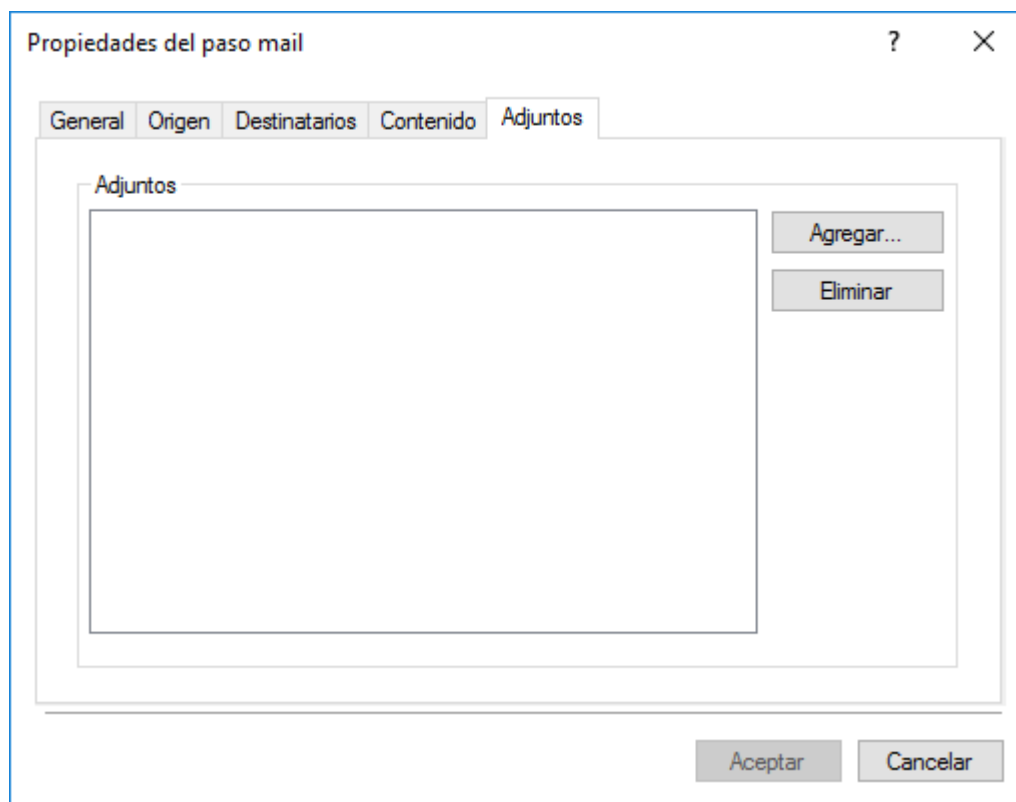 Propiedades del paso mail ?
General Origen Destinatarios Contenido Adjuntos
Adjuntos
Agregar...
Eliminar
Aceptar Cancelar